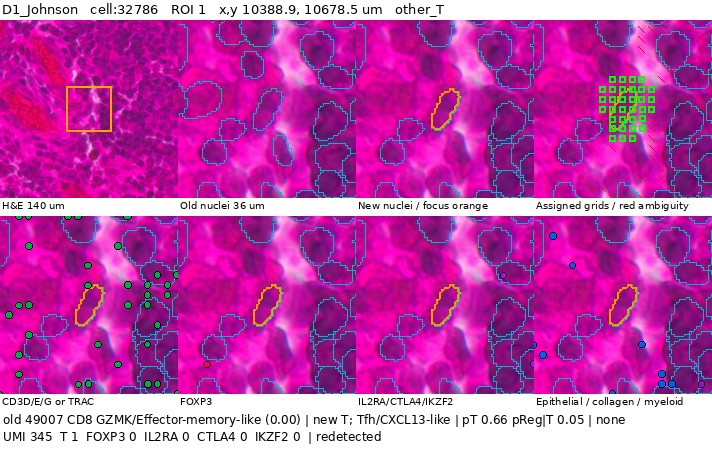 D1_Johnson   cell:32786   ROI 1   x,y 10388.9, 10678.5 um   other_T
H&E 140 um
Old nuclei 36 um
New nuclei / focus orange
Assigned grids / red ambiguity
CD3D/E/G or TRAC
FOXP3
IL2RA/CTLA4/IKZF2
Epithelial / collagen / myeloid
old 49007 CD8 GZMK/Effector-memory-like (0.00) | new T; Tfh/CXCL13-like | pT 0.66 pReg|T 0.05 | none
UMI 345  T 1  FOXP3 0  IL2RA 0  CTLA4 0  IKZF2 0  | redetected